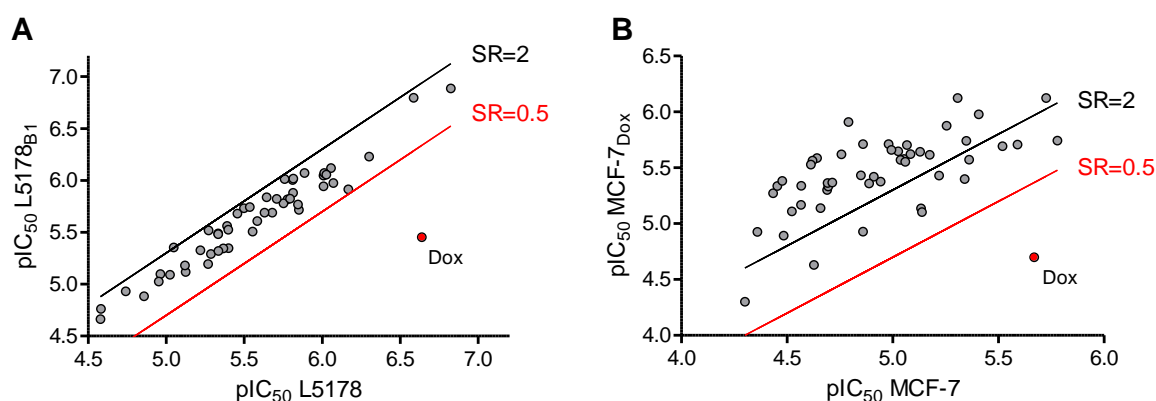 A
SR=2
SR=0.5
Dox
pIC50 L5178B1
7.0
6.5
6.0
5.5
5.0
4.5
4.5 5.0 5.5 6.0 6.5 7.0
pIC50 L5178
B
SR=2
SR=0.5
Dox
pIC50 MCF-7Dox
6.5
6.0
5.5
5.0
4.5
4.0
4.0 4.5 5.0 5.5 6.0
pIC50 MCF-7